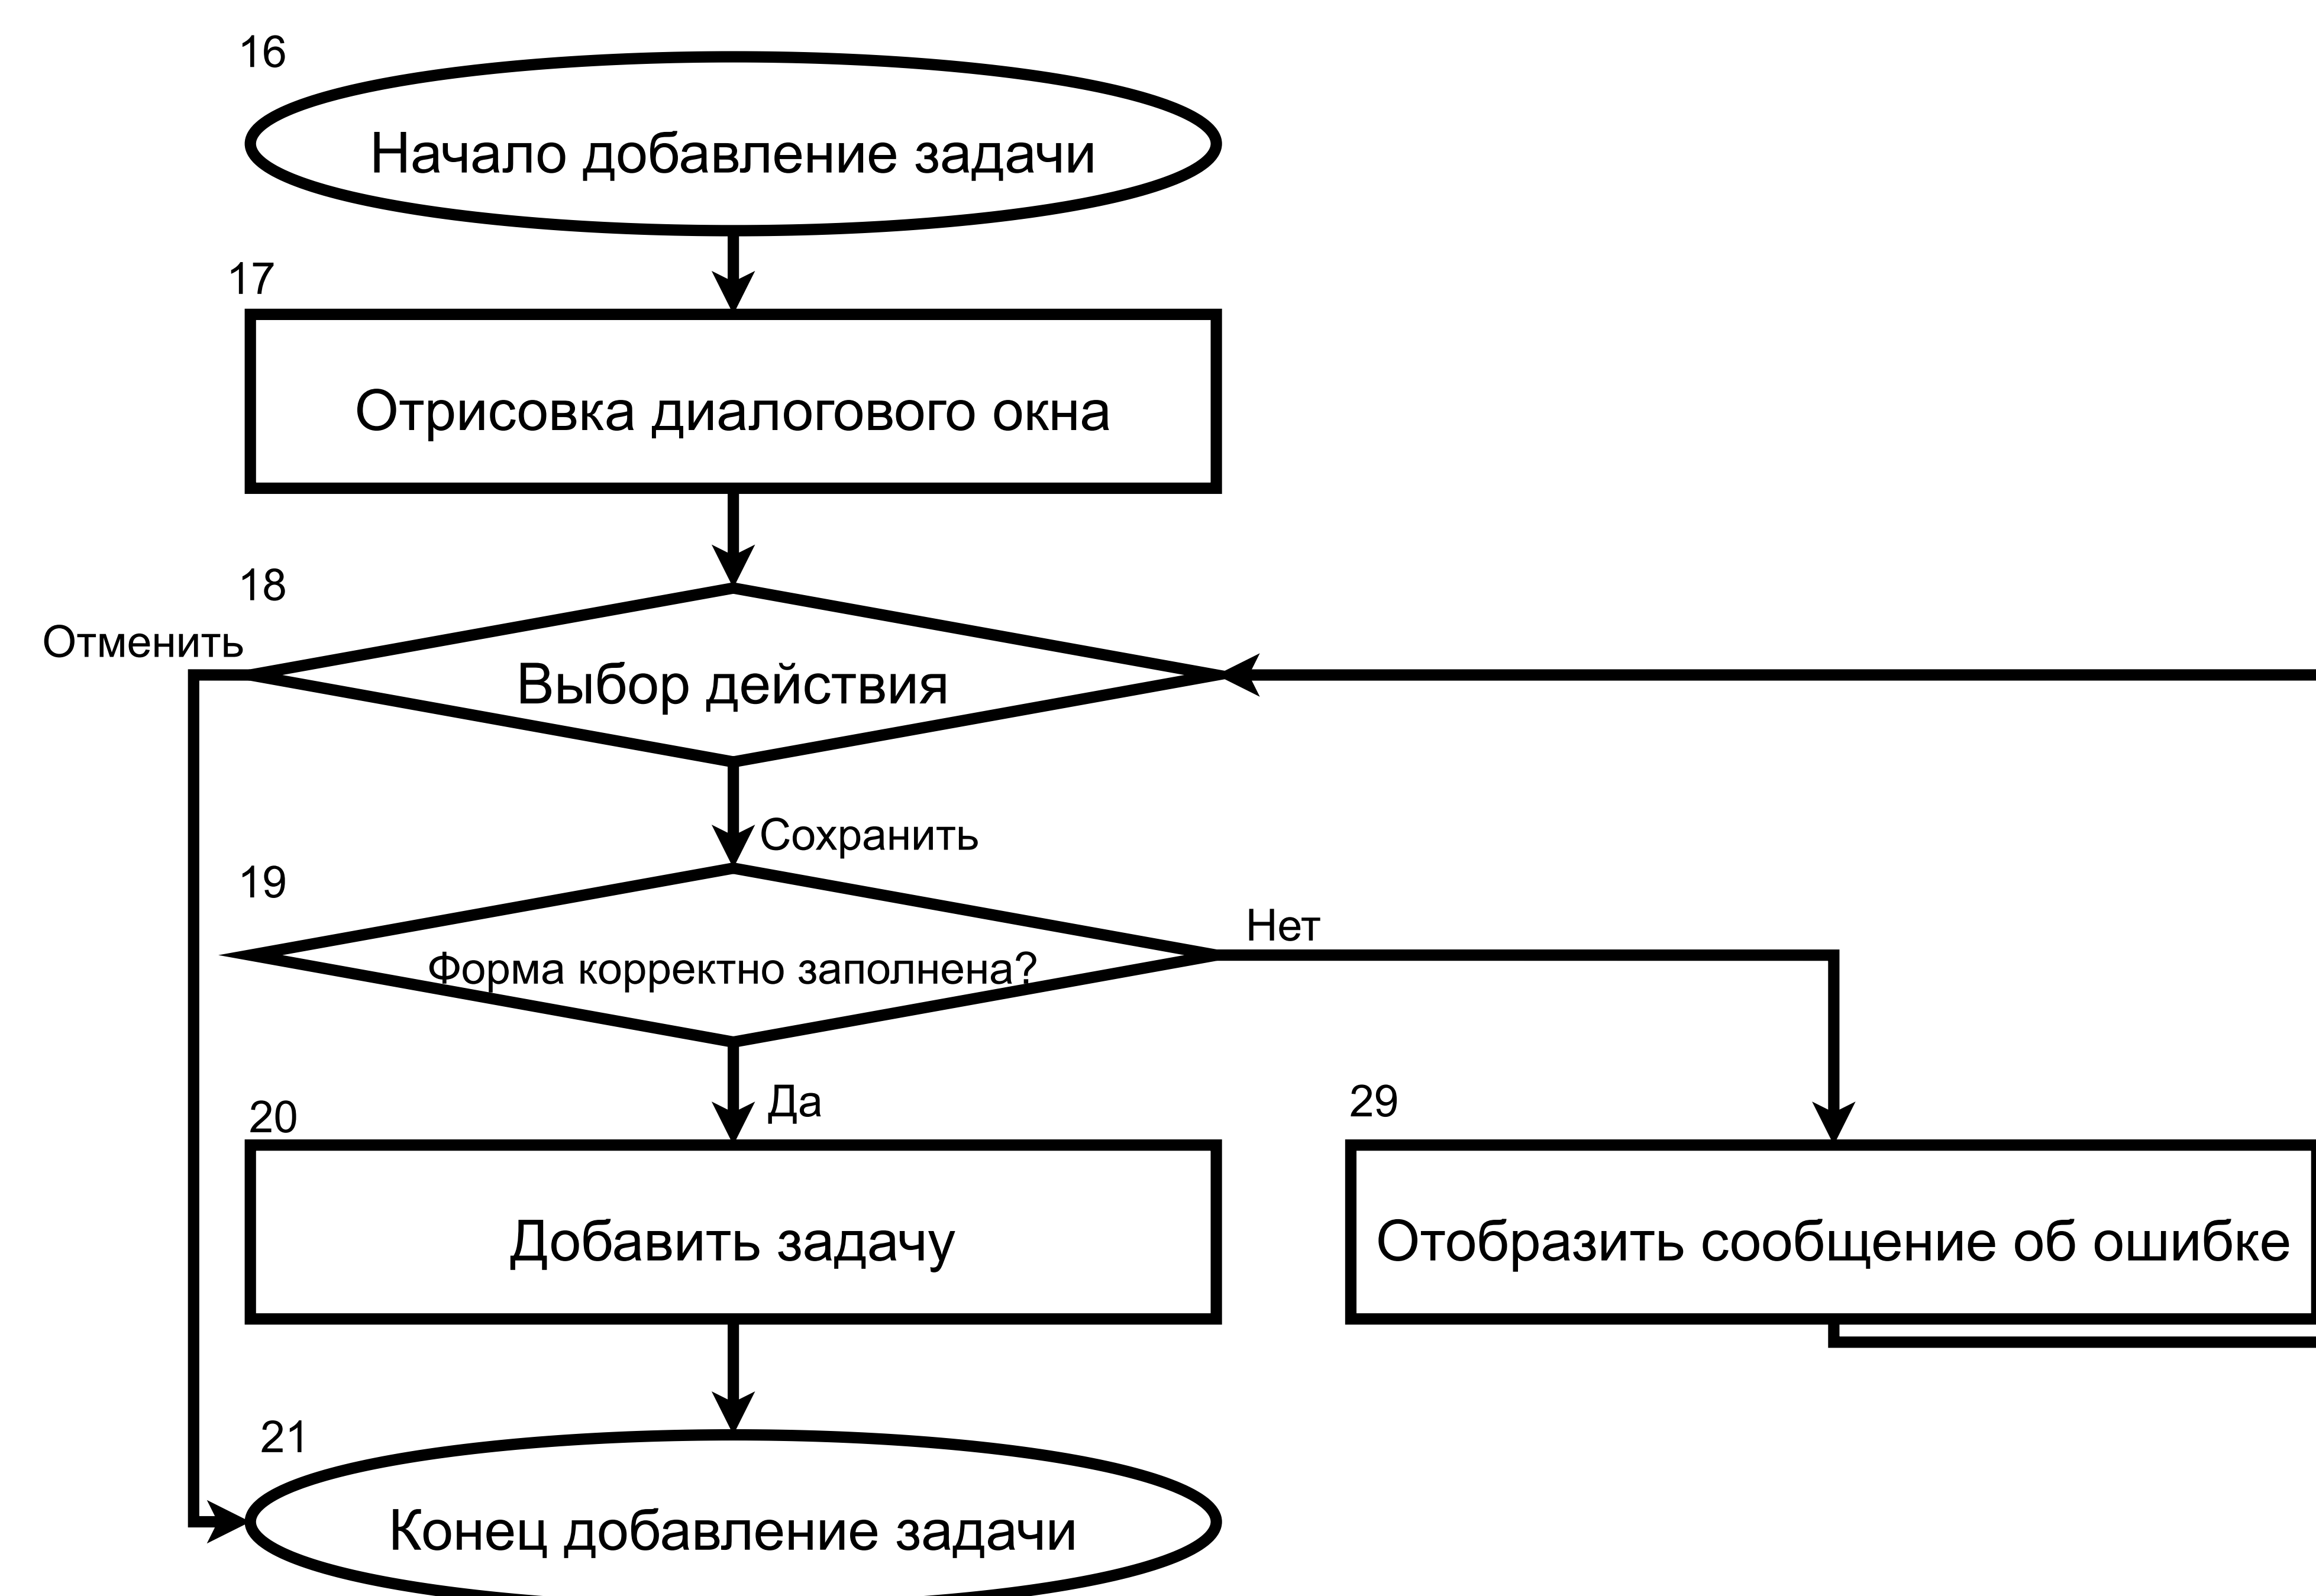 16
Начало добавление задачи
17
Отрисовка диалогового окна
18
Отменить
Выбор действия
Сохранить
19
Нет
Форма корректно заполнена?
Да
20
29
Добавить задачу
Отобразить сообщение об ошибке
21
Конец добавление задачи